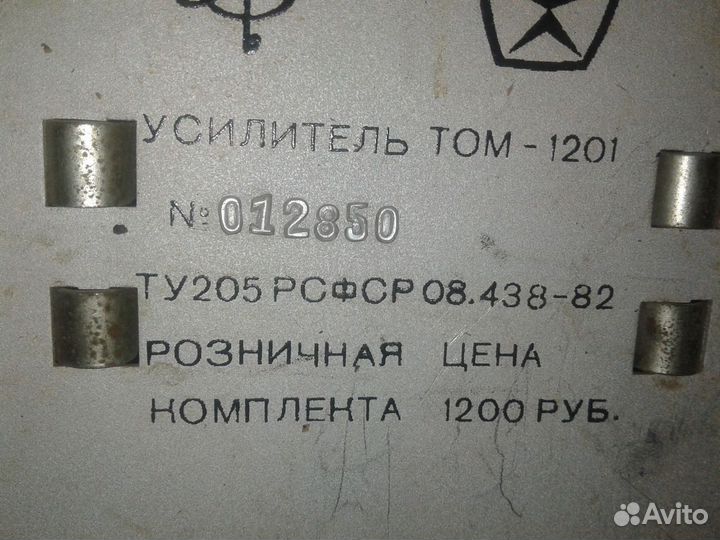 УСИЛИТЕЛЬ ТОМ-1201
№ 012850
ТУ205 РСФСР 08.438-82
РОЗНИЧНАЯ ЦЕНА
КОМПЛЕКТА 1200 РУБ.
Avito